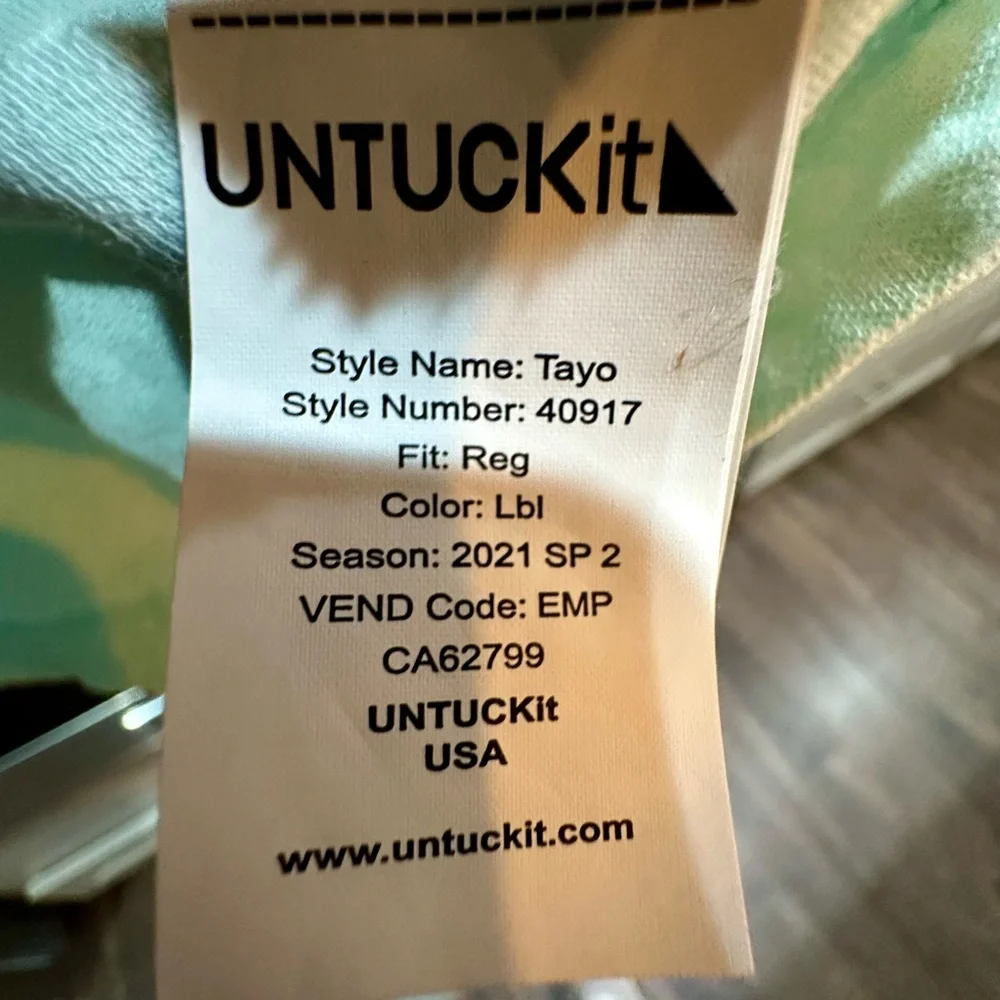 UNTUCKit
Style Name: Tayo
Style Number: 40917
Fit: Reg
Color: Lbl
Season: 2021 SP 2
VEND Code: EMP
CA62799
UNTUCKit
USA
www.untuckit.com